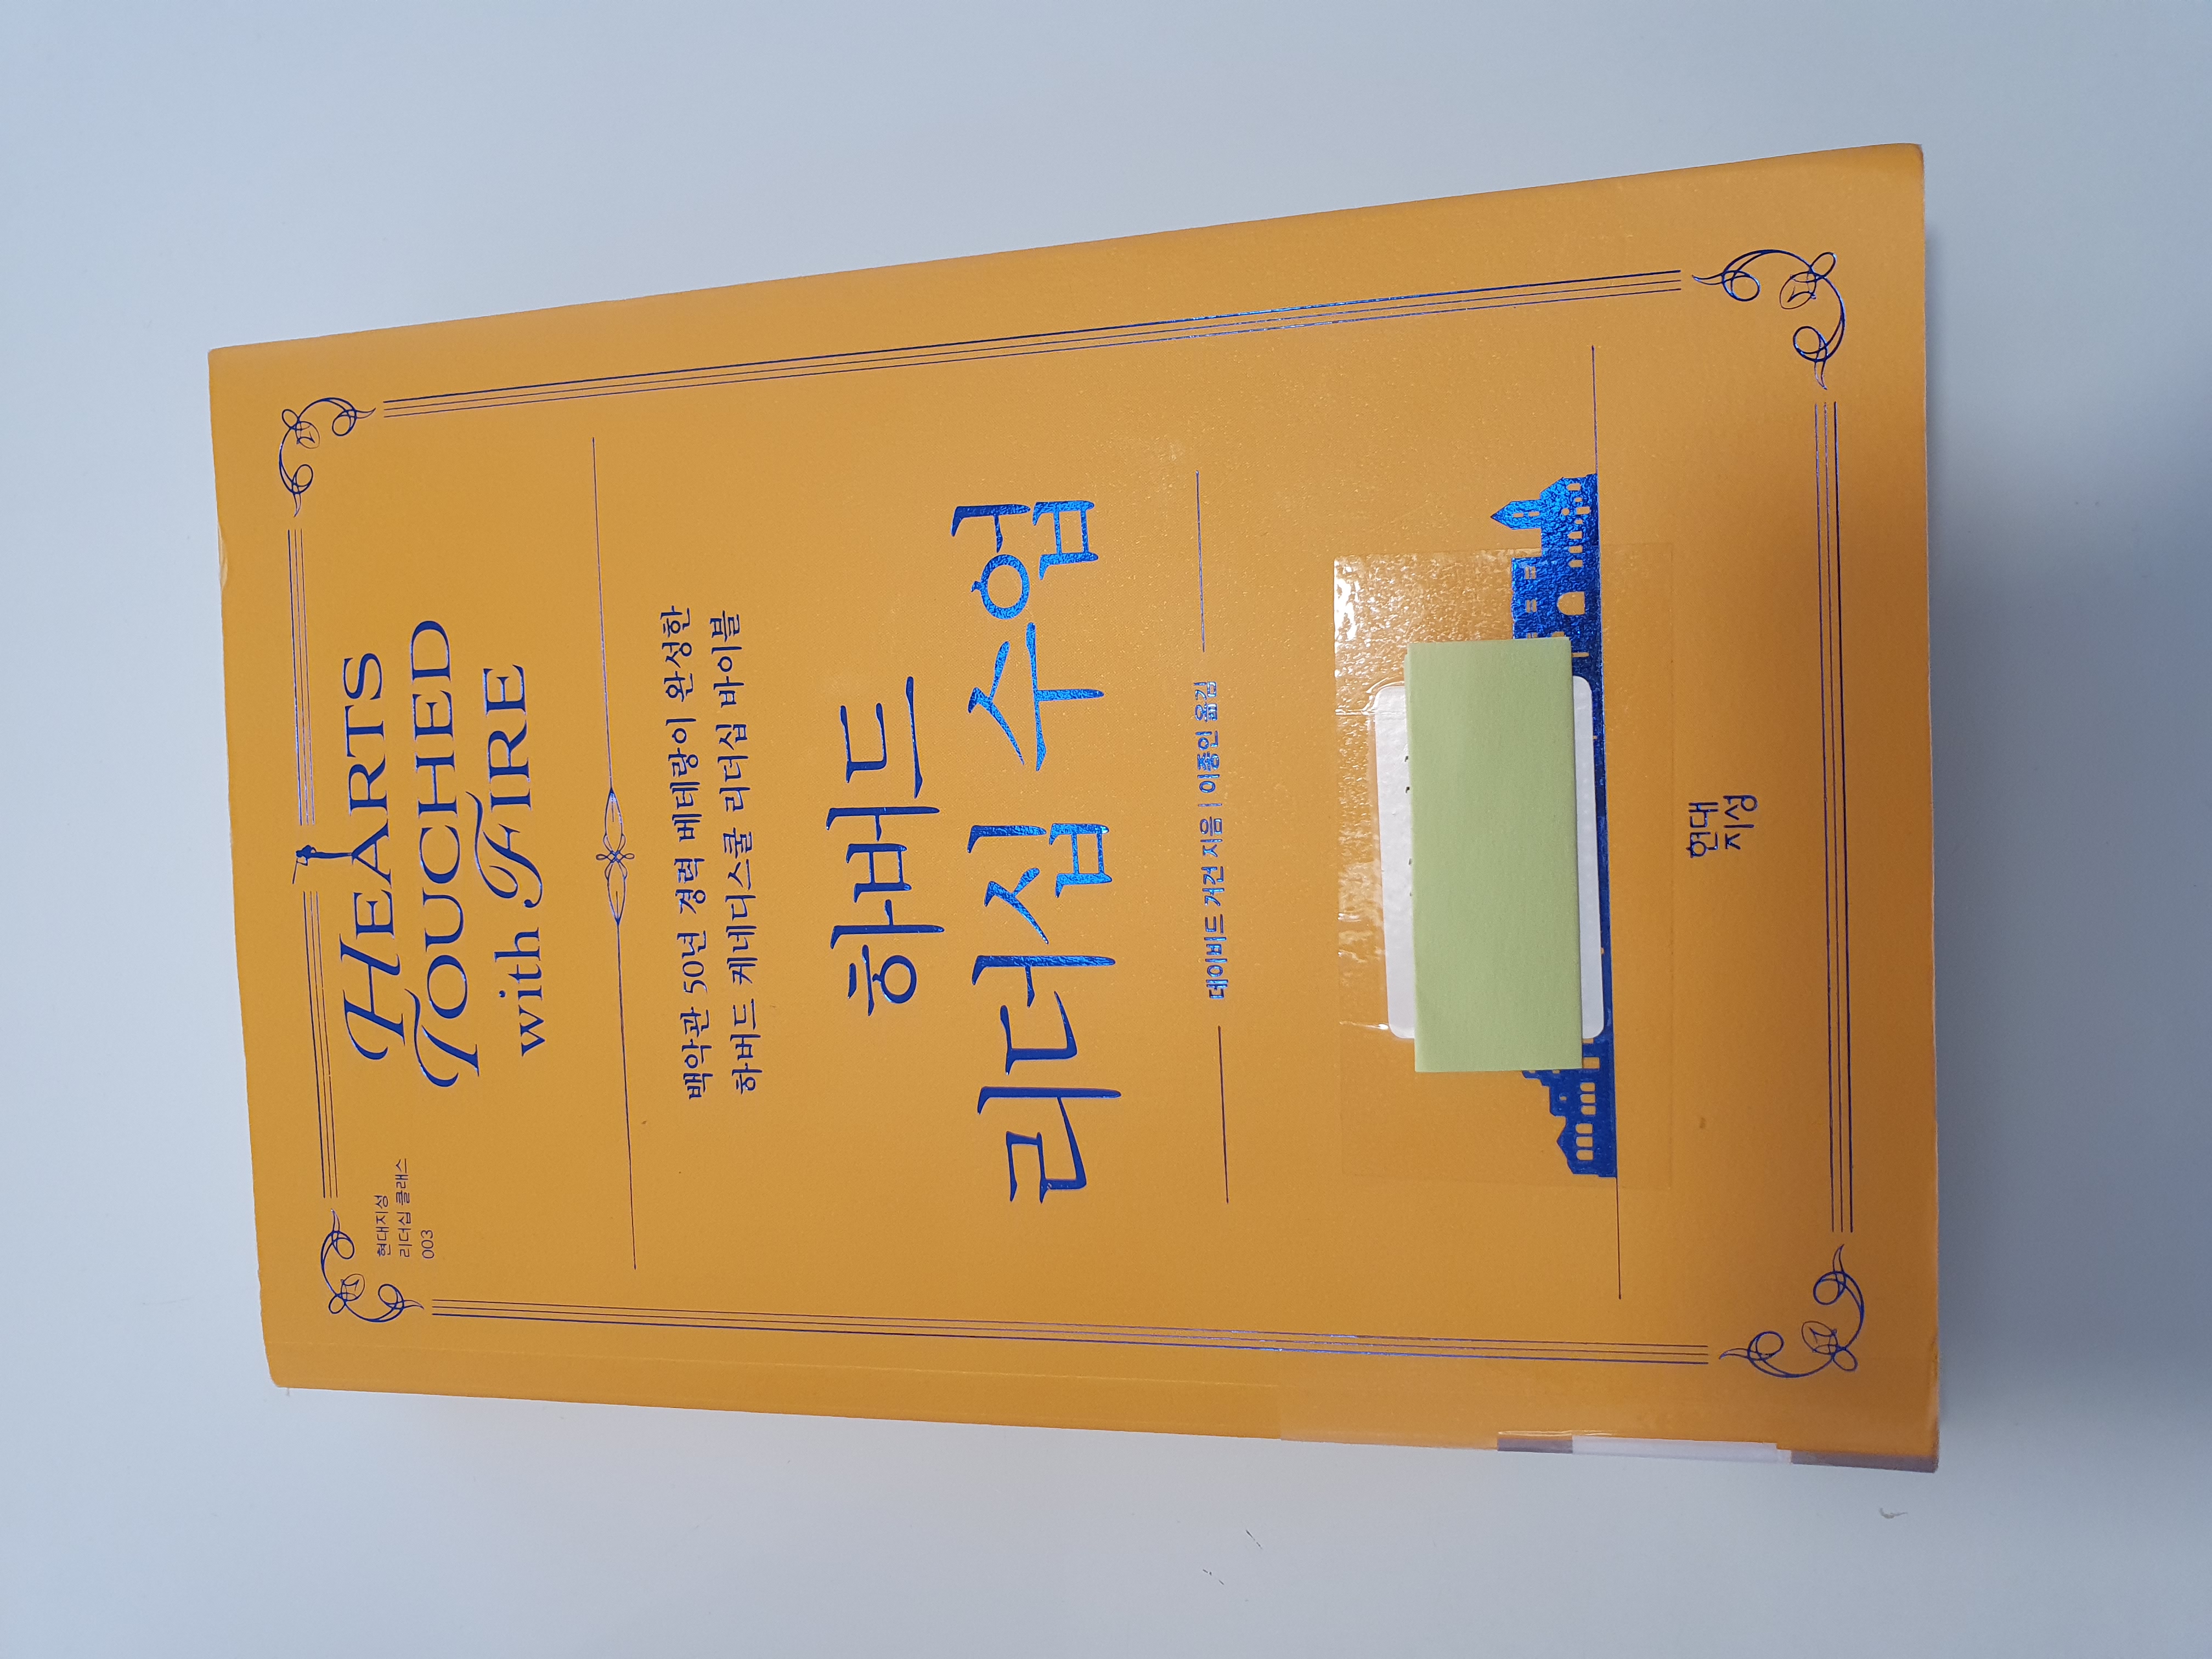 현대지성
리더십 클래스
003
HEARTS
TOUCHED
with FIRE
백악관 50년 경력 베테랑이 완성한
하버드 케네디스쿨 리더십 바이블
하버드
리더십 수업
데이비드 거건 지음 | 이종인 옮김
현대
지성